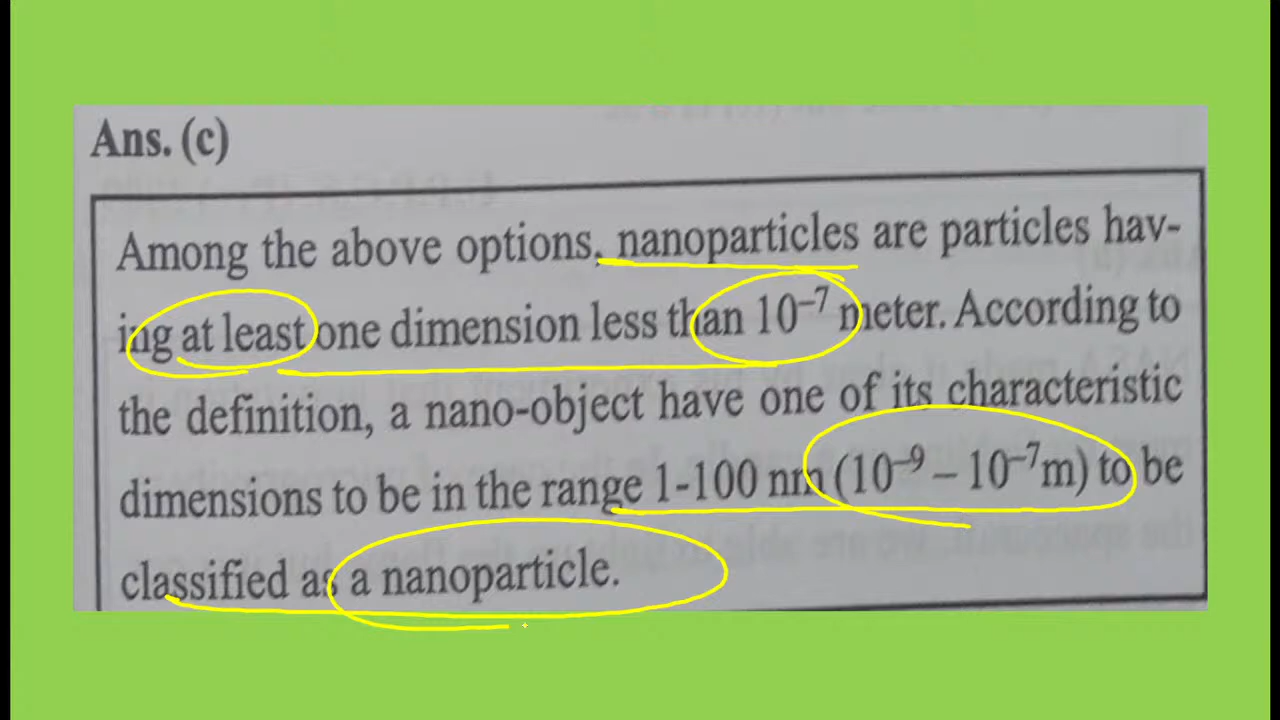 Ans. (c)
Among the above options, nanoparticles are particles hav-
ing at least one dimension less than 10⁻⁷ meter. According to
the definition, a nano-object have one of its characteristic
dimensions to be in the range 1-100 nm (10⁻⁹ – 10⁻⁷m) to be
classified as a nanoparticle.